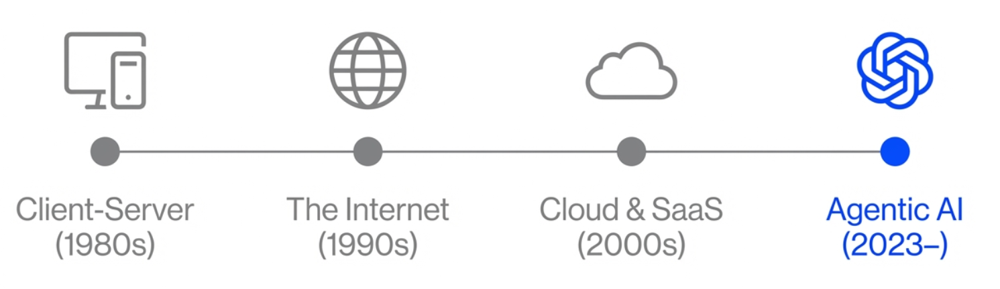 Client-Server
(1980s)
The Internet
(1990s)
Cloud & SaaS
(2000s)
Agentic AI
(2023–)